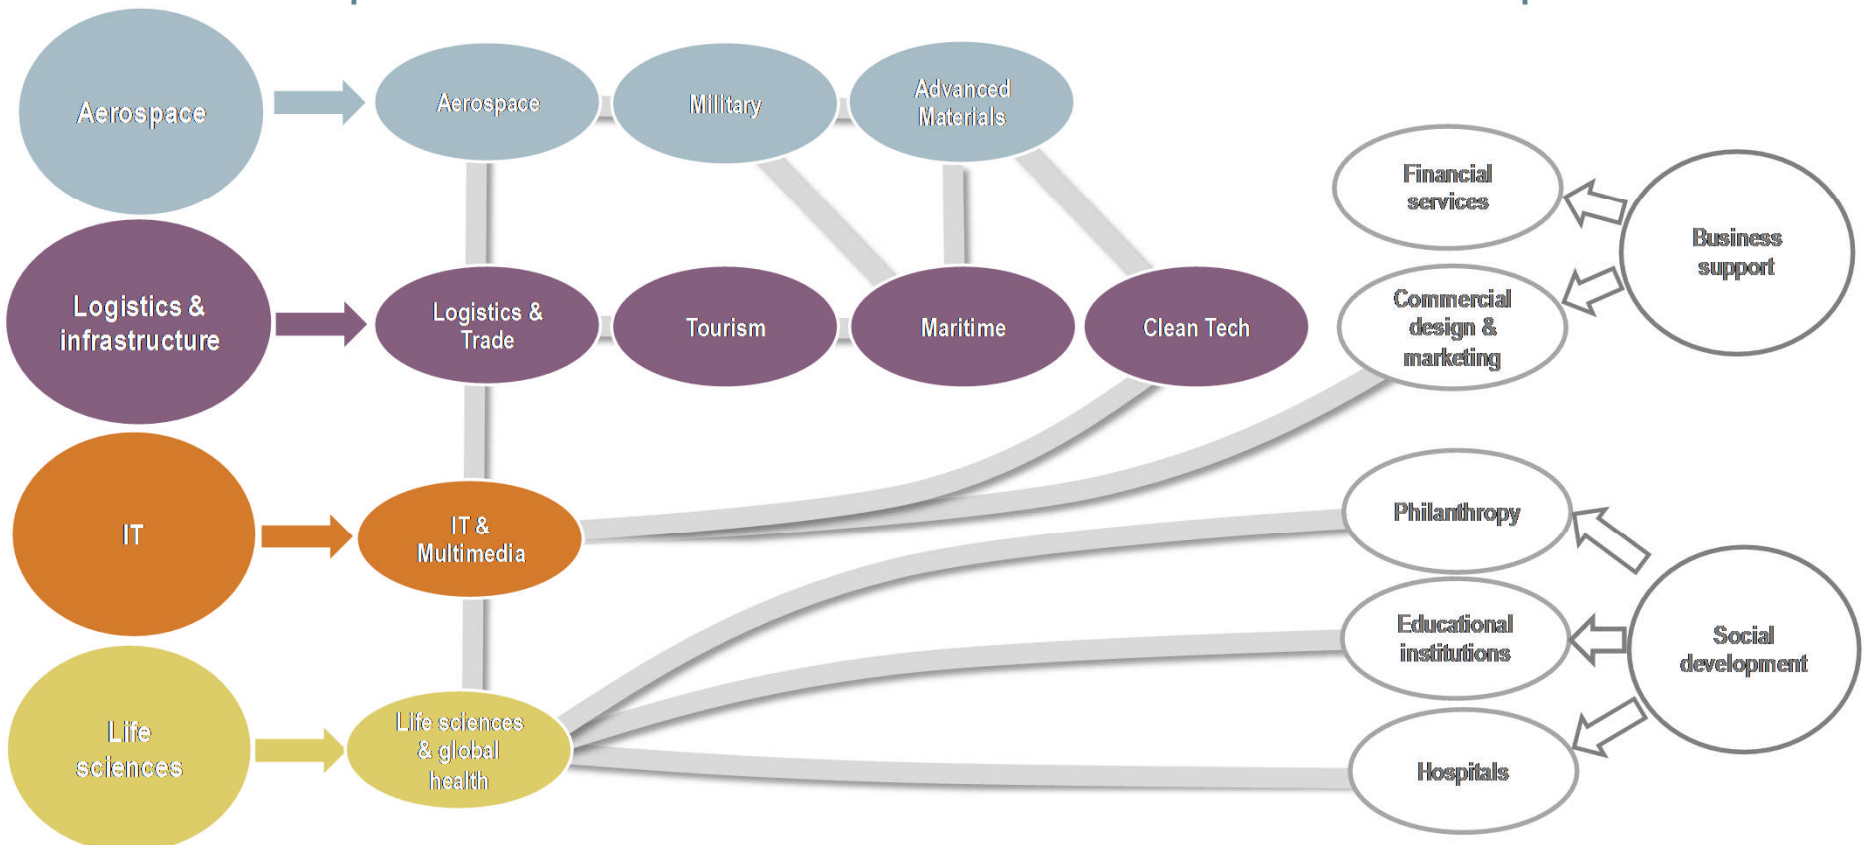 Aerospace
Aerospace
Military
Advanced
Materials
Financial
services
Business
support
Logistics &
infrastructure
Logistics &
Trade
Tourism
Maritime
Clean Tech
Commercial
design &
marketing
IT
IT &
Multimedia
Philanthropy
Educational
institutions
Social
development
Life
sciences
Life sciences
& global
health
Hospitals